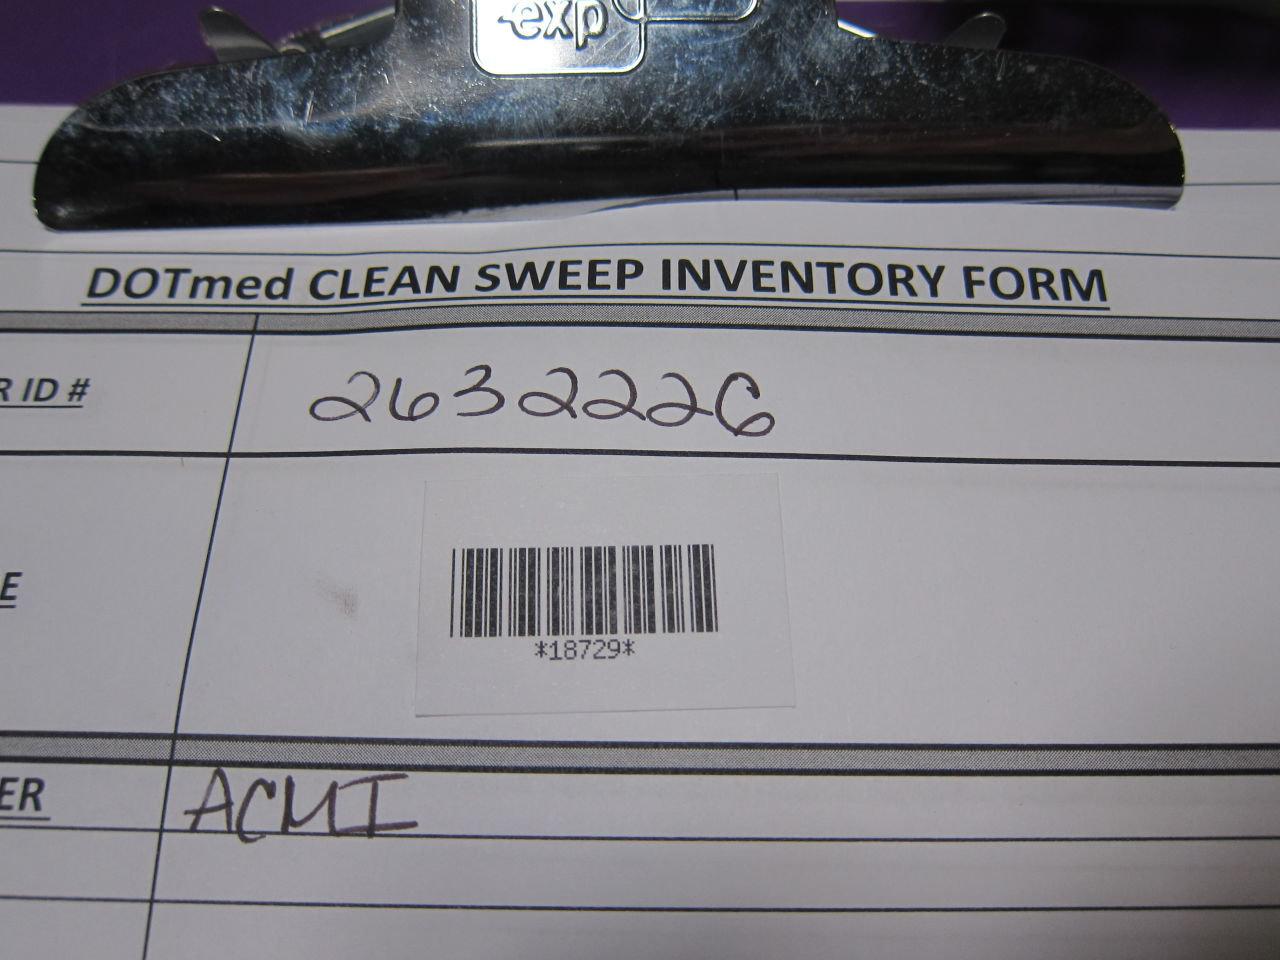 exp
DOTmed CLEAN SWEEP INVENTORY FORM
R ID # 2632226
E
*18729*
ER ACMI